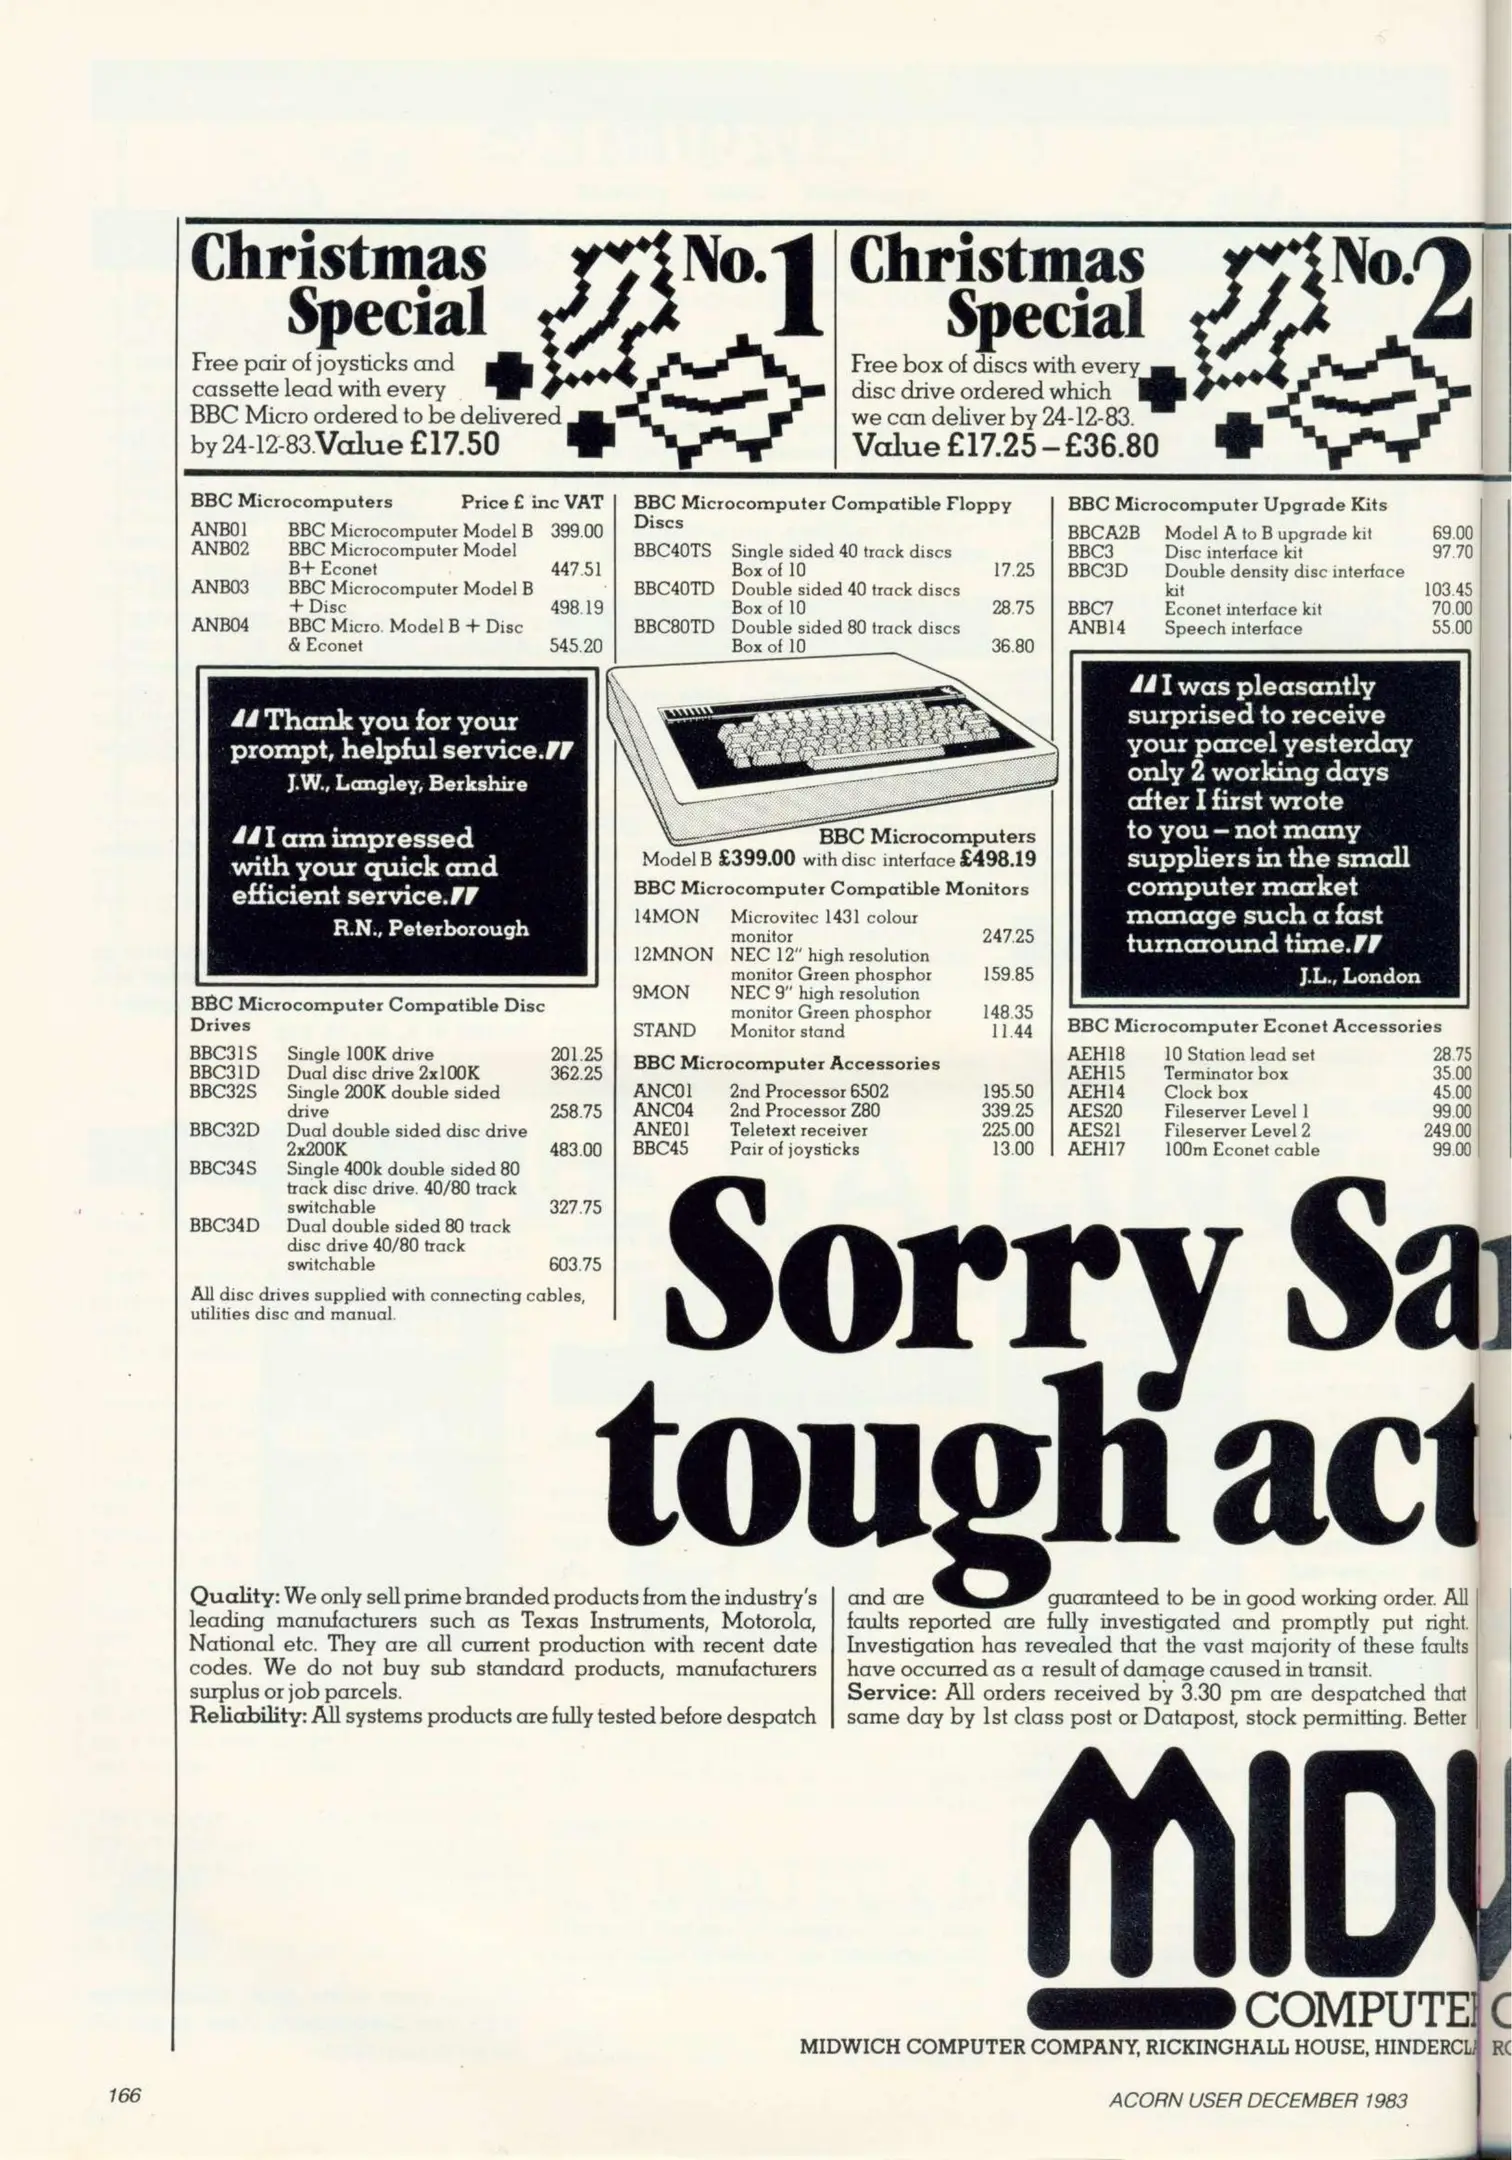 Christmas
Special
No.1
Free pair of joysticks and
cassette lead with every
BBC Micro ordered to be delivered
by 24-12-83. Value £17.50
Christmas
Special
No.2
Free box of discs with every
disc drive ordered which
we can deliver by 24-12-83.
Value £17.25 – £36.80
BBC Microcomputers Price £ inc VAT
ANB01 BBC Microcomputer Model B 399.00
ANB02 BBC Microcomputer Model
B+ Econet 447.51
ANB03 BBC Microcomputer Model B
+ Disc 498.19
ANB04 BBC Micro. Model B + Disc
& Econet 545.20
"Thank you for your
prompt, helpful service."
J.W., Langley, Berkshire
"I am impressed
with your quick and
efficient service."
R.N., Peterborough
BBC Microcomputer Compatible Disc
Drives
BBC31S Single 100K drive 201.25
BBC31D Dual disc drive 2x100K 362.25
BBC32S Single 200K double sided
drive 258.75
BBC32D Dual double sided disc drive
2x200K 483.00
BBC34S Single 400k double sided 80
track disc drive. 40/80 track
switchable 327.75
BBC34D Dual double sided 80 track
disc drive 40/80 track
switchable 603.75
All disc drives supplied with connecting cables,
utilities disc and manual.
BBC Microcomputer Compatible Floppy
Discs
BBC40TS Single sided 40 track discs
Box of 10 17.25
BBC40TD Double sided 40 track discs
Box of 10 28.75
BBC80TD Double sided 80 track discs
Box of 10 36.80
BBC Microcomputers
Model B £399.00 with disc interface £498.19
BBC Microcomputer Compatible Monitors
14MON Microvitec 1431 colour
monitor 247.25
12MNON NEC 12" high resolution
monitor Green phosphor 159.85
9MON NEC 9" high resolution
monitor Green phosphor 148.35
STAND Monitor stand 11.44
BBC Microcomputer Accessories
ANC01 2nd Processor 6502 195.50
ANC04 2nd Processor Z80 339.25
ANE01 Teletext receiver 225.00
BBC45 Pair of joysticks 13.00
BBC Microcomputer Upgrade Kits
BBCA2B Model A to B upgrade kit 69.00
BBC3 Disc interface kit 97.70
BBC3D Double density disc interface
kit 103.45
BBC7 Econet interface kit 70.00
ANB14 Speech interface 55.00
"I was pleasantly
surprised to receive
your parcel yesterday
only 2 working days
after I first wrote
to you – not many
suppliers in the small
computer market
manage such a fast
turnaround time."
J.L., London
BBC Microcomputer Econet Accessories
AEH18 10 Station lead set 28.75
AEH15 Terminator box 35.00
AEH14 Clock box 45.00
AES20 Fileserver Level 1 99.00
AES21 Fileserver Level 2 249.00
AEH17 100m Econet cable 99.00
Sorry Sa
tough act
Quality: We only sell prime branded products from the industry's
leading manufacturers such as Texas Instruments, Motorola,
National etc. They are all current production with recent date
codes. We do not buy sub standard products, manufacturers
surplus or job parcels.
Reliability: All systems products are fully tested before despatch
and are guaranteed to be in good working order. All
faults reported are fully investigated and promptly put right.
Investigation has revealed that the vast majority of these faults
have occurred as a result of damage caused in transit.
Service: All orders received by 3.30 pm are despatched that
same day by 1st class post or Datapost, stock permitting. Better
MIDW
COMPUTE
MIDWICH COMPUTER COMPANY, RICKINGHALL HOUSE, HINDERCL
166
ACORN USER DECEMBER 1983